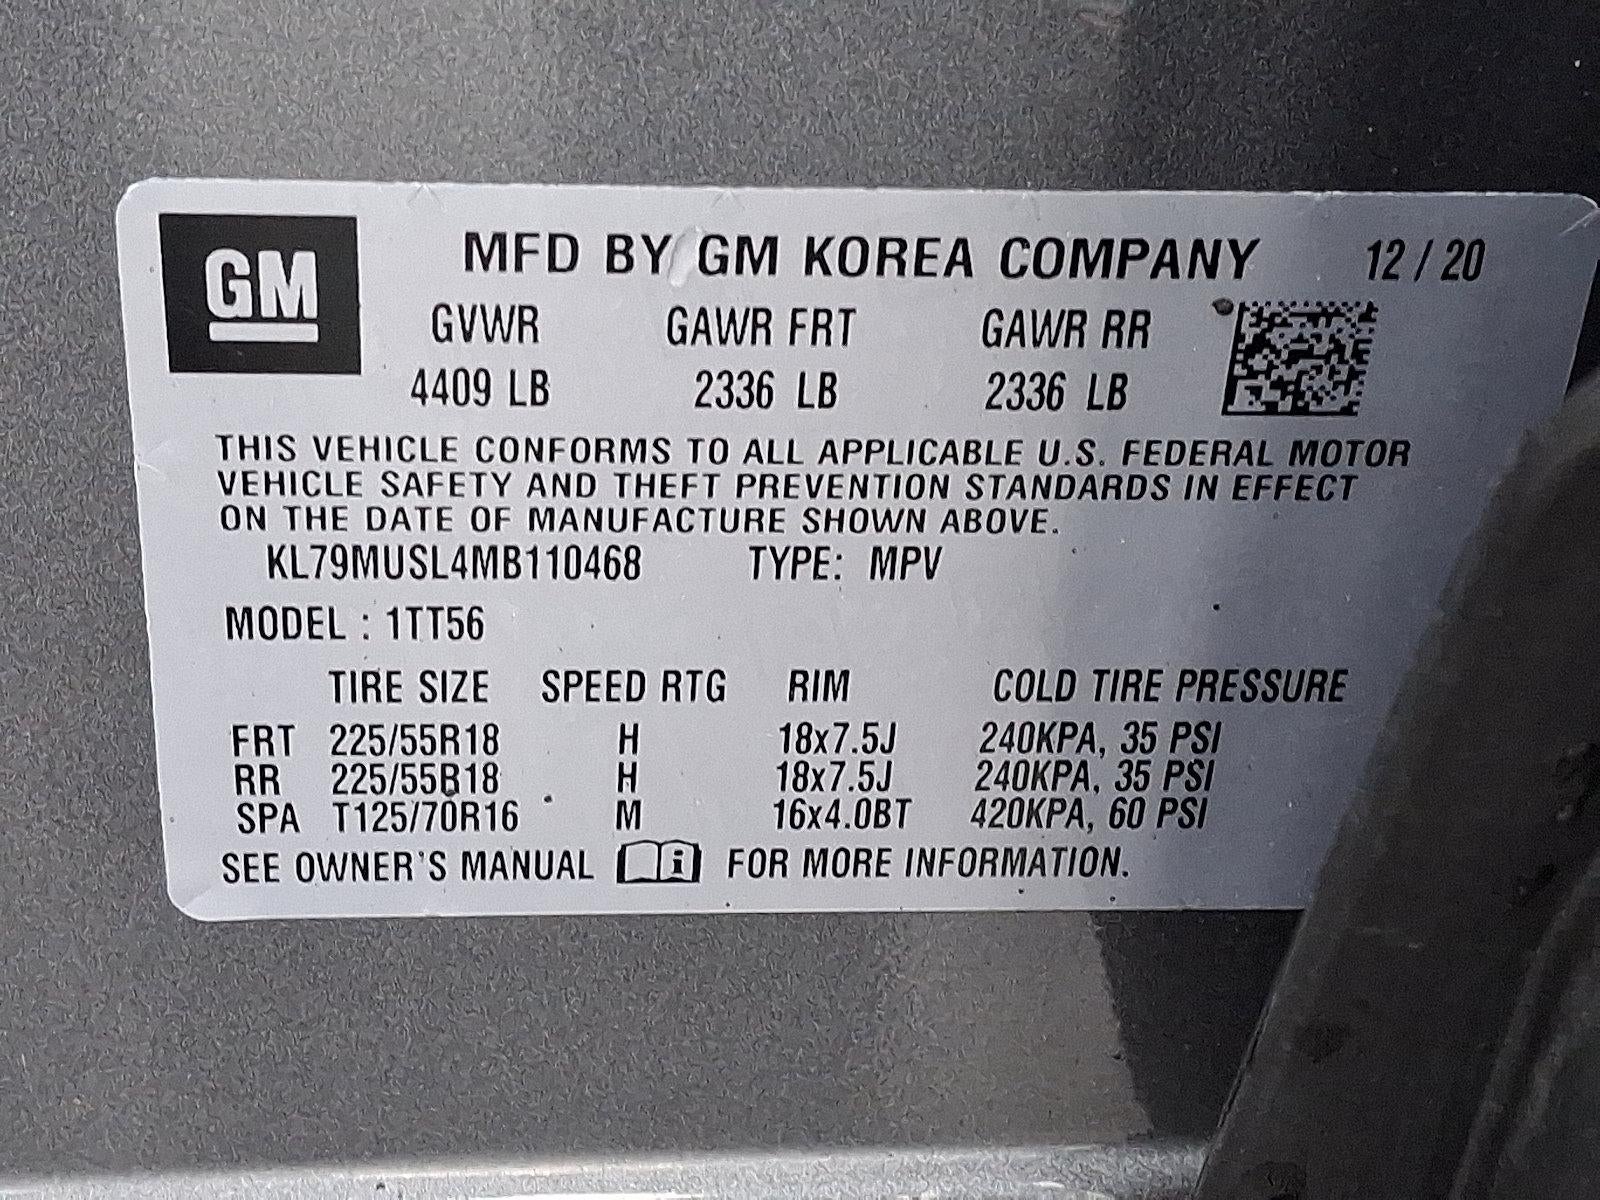 GM
MFD BY GM KOREA COMPANY 12 / 20
GVWR GAWR FRT GAWR RR
4409 LB 2336 LB 2336 LB
THIS VEHICLE CONFORMS TO ALL APPLICABLE U.S. FEDERAL MOTOR
VEHICLE SAFETY AND THEFT PREVENTION STANDARDS IN EFFECT
ON THE DATE OF MANUFACTURE SHOWN ABOVE.
KL79MUSL4MB110468 TYPE: MPV
MODEL : 1TT56
TIRE SIZE SPEED RTG RIM COLD TIRE PRESSURE
FRT 225/55R18 H 18x7.5J 240KPA, 35 PSI
RR 225/55R18 H 18x7.5J 240KPA, 35 PSI
SPA T125/70R16 M 16x4.0BT 420KPA, 60 PSI
SEE OWNER'S MANUAL i FOR MORE INFORMATION.